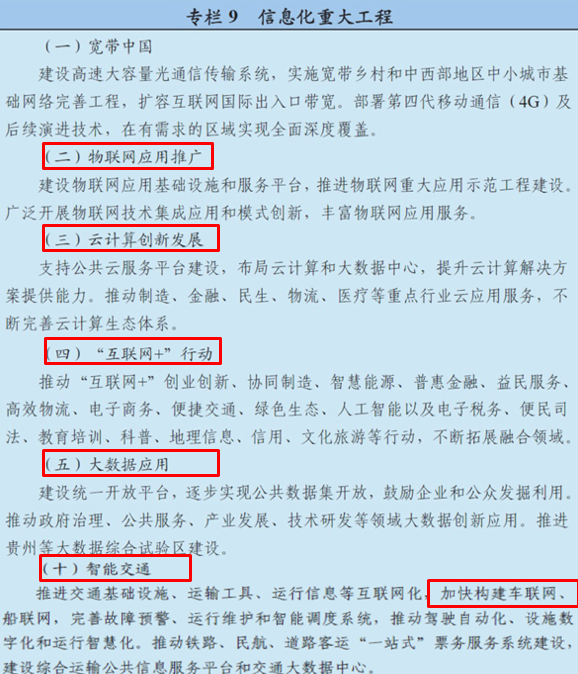 专栏 9 信息化重大工程
（一）宽带中国
建设高速大容量光通信传输系统，实施宽带乡村和中西部地区中小城市基
础网络完善工程，扩容互联网国际出入口带宽。部署第四代移动通信（4G）及
后续演进技术，在有需求的区域实现全面深度覆盖。
（二）物联网应用推广
建设物联网应用基础设施和服务平台，推进物联网重大应用示范工程建设。
广泛开展物联网技术集成应用和模式创新，丰富物联网应用服务。
（三）云计算创新发展
支持公共云服务平台建设，布局云计算和大数据中心，提升云计算解决方
案提供能力。推动制造、金融、民生、物流、医疗等重点行业云应用服务，不
断完善云计算生态体系。
（四）“互联网+”行动
推动“互联网+”创业创新、协同制造、智慧能源、普惠金融、益民服务、
高效物流、电子商务、便捷交通、绿色生态、人工智能以及电子税务、便民司
法、教育培训、科普、地理信息、信用、文化旅游等行动，不断拓展融合领域。
（五）大数据应用
建设统一开放平台，逐步实现公共数据集开放，鼓励企业和公众发掘利用。
推动政府治理、公共服务、产业发展、技术研发等领域大数据创新应用。推进
贵州等大数据综合试验区建设。
（十）智能交通
推进交通基础设施、运输工具、运行信息等互联网化，加快构建车联网、
船联网，完善故障预警、运行维护和智能调度系统，推动驾驶自动化、设施数
字化和运行智慧化。推动铁路、民航、道路客运“一站式”票务服务系统建设，
建设综合运输公共信息服务平台和交通大数据中心。